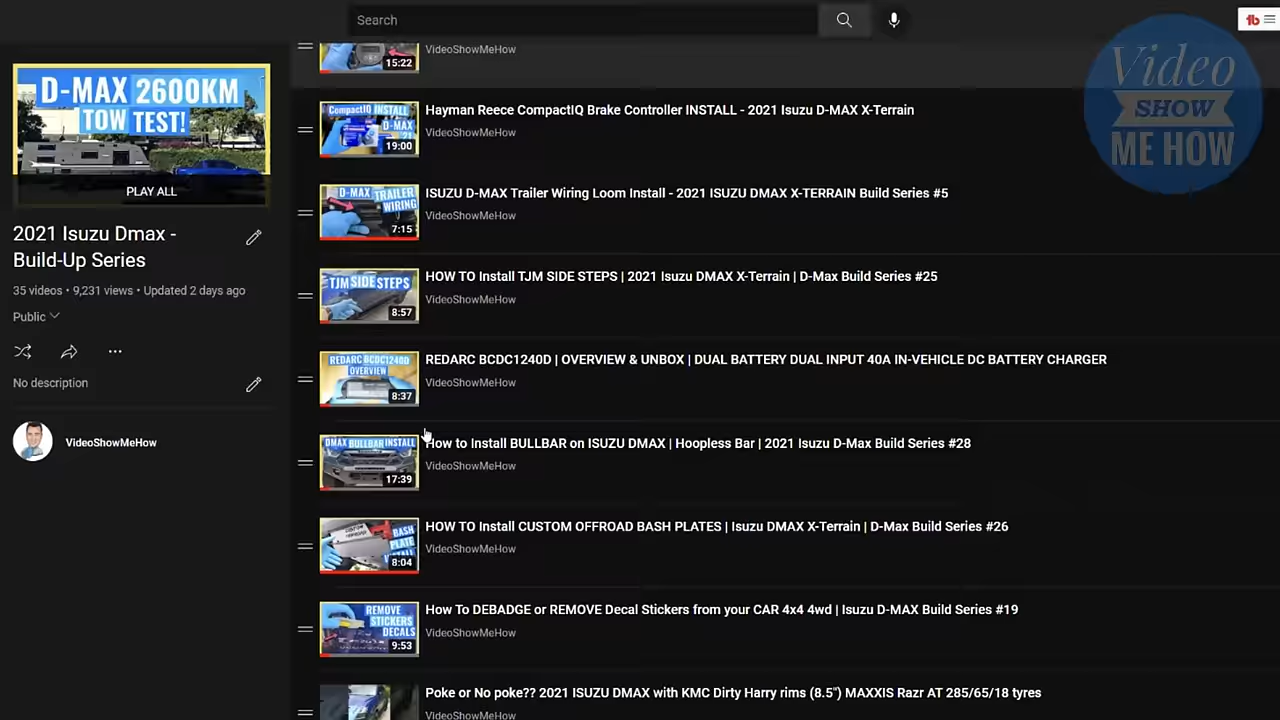 Search
tb
Video
SHOW
ME HOW
D-MAX 2600KM
TOW TEST!
PLAY ALL
2021 Isuzu Dmax -
Build-Up Series
35 videos • 9,231 views • Updated 2 days ago
Public
No description
VideoShowMeHow
15:22
VideoShowMeHow
CompactIQ INSTALL
D-MAX
19:00
Hayman Reece CompactIQ Brake Controller INSTALL - 2021 Isuzu D-MAX X-Terrain
VideoShowMeHow
D-MAX TRAILER
WIRING
7:15
ISUZU D-MAX Trailer Wiring Loom Install - 2021 ISUZU DMAX X-TERRAIN Build Series #5
VideoShowMeHow
TJM SIDE STEPS
8:57
HOW TO Install TJM SIDE STEPS | 2021 Isuzu DMAX X-Terrain | D-Max Build Series #25
VideoShowMeHow
REDARC BCDC1240D
OVERVIEW
8:37
REDARC BCDC1240D | OVERVIEW & UNBOX | DUAL BATTERY DUAL INPUT 40A IN-VEHICLE DC BATTERY CHARGER
VideoShowMeHow
DMAX BULLBAR INSTALL
17:39
How to Install BULLBAR on ISUZU DMAX | Hoopless Bar | 2021 Isuzu D-Max Build Series #28
VideoShowMeHow
BASH
PLATE
INSTALL
8:04
HOW TO Install CUSTOM OFFROAD BASH PLATES | Isuzu DMAX X-Terrain | D-Max Build Series #26
VideoShowMeHow
REMOVE
STICKERS
DECALS
9:53
How To DEBADGE or REMOVE Decal Stickers from your CAR 4x4 4wd | Isuzu D-MAX Build Series #19
VideoShowMeHow
Poke or No poke?? 2021 ISUZU DMAX with KMC Dirty Harry rims (8.5") MAXXIS Razr AT 285/65/18 tyres
VideoShowMeHow